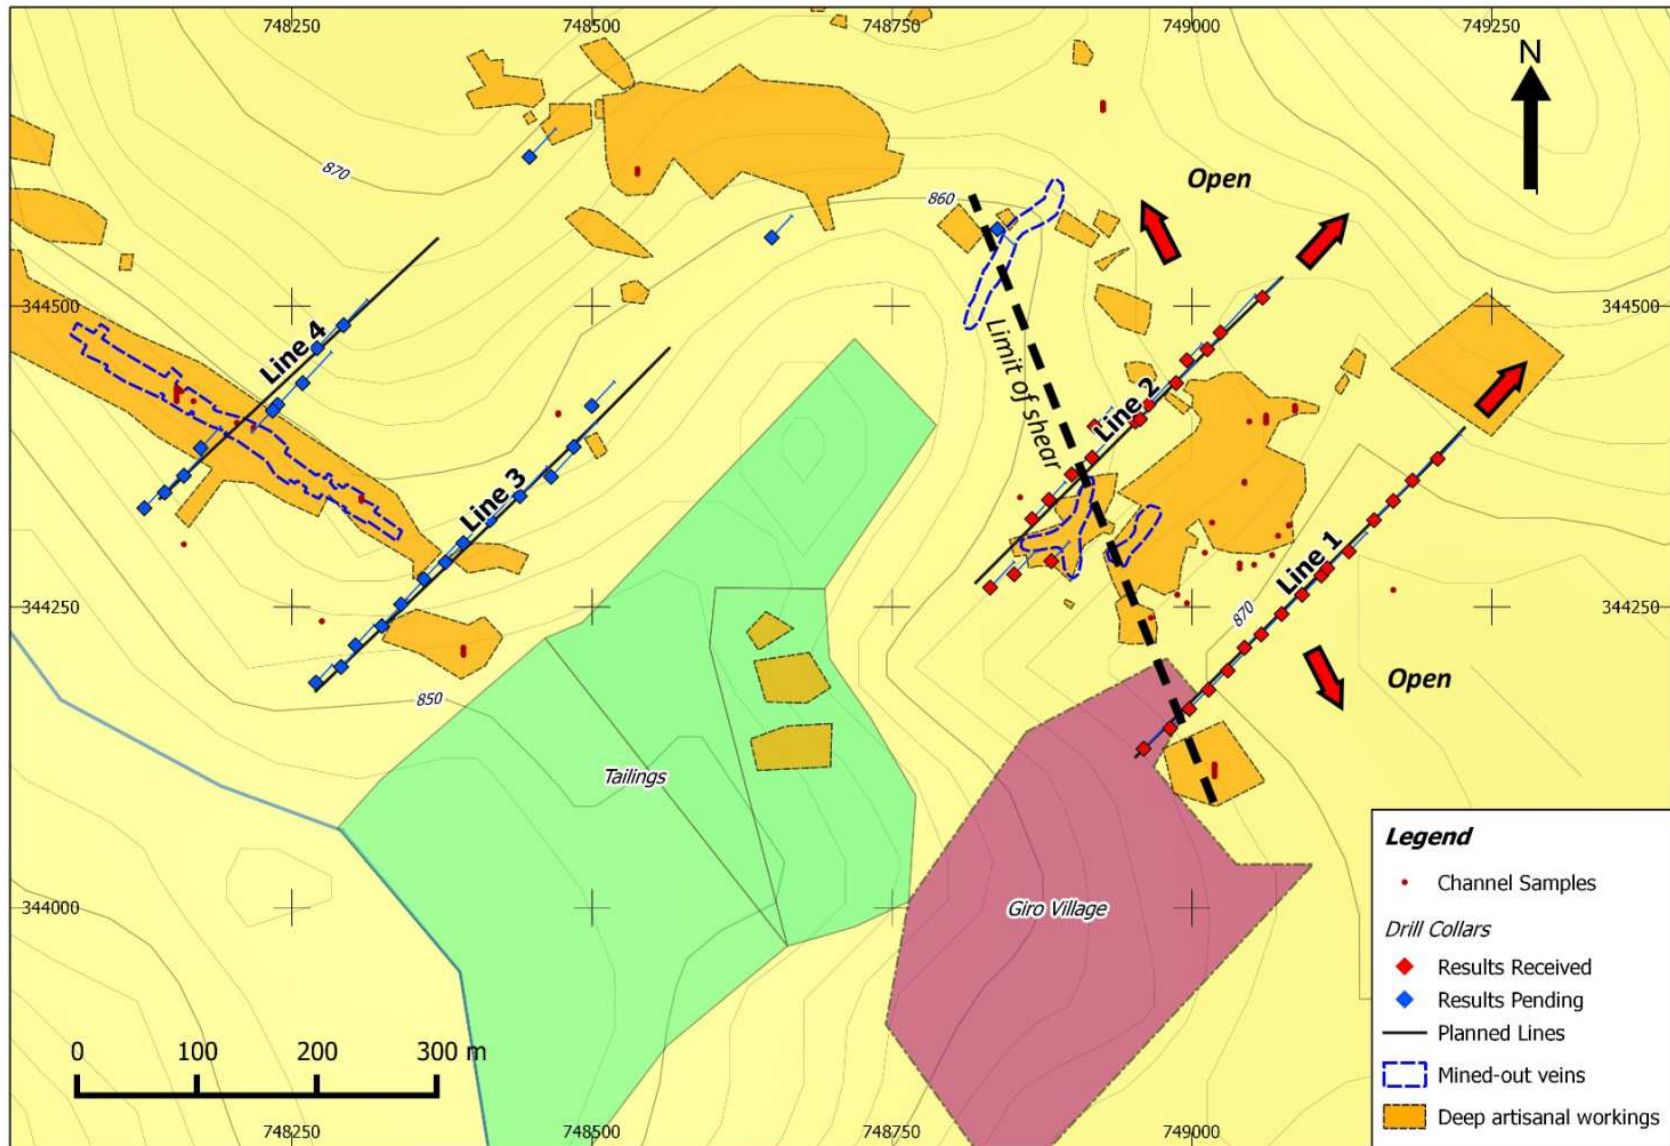 748250
748500
748750
749000
749250
N
870
Open
860
344500
344500
Line 4
Limit of shear
Line 2
Line 3
Line 1
344250
344250
870
Open
850
Tailings
344000
Giro Village
0 100 200 300 m
748250
748500
748750
749000
Legend
Channel Samples
Drill Collars
Results Received
Results Pending
Planned Lines
Mined-out veins
Deep artisanal workings